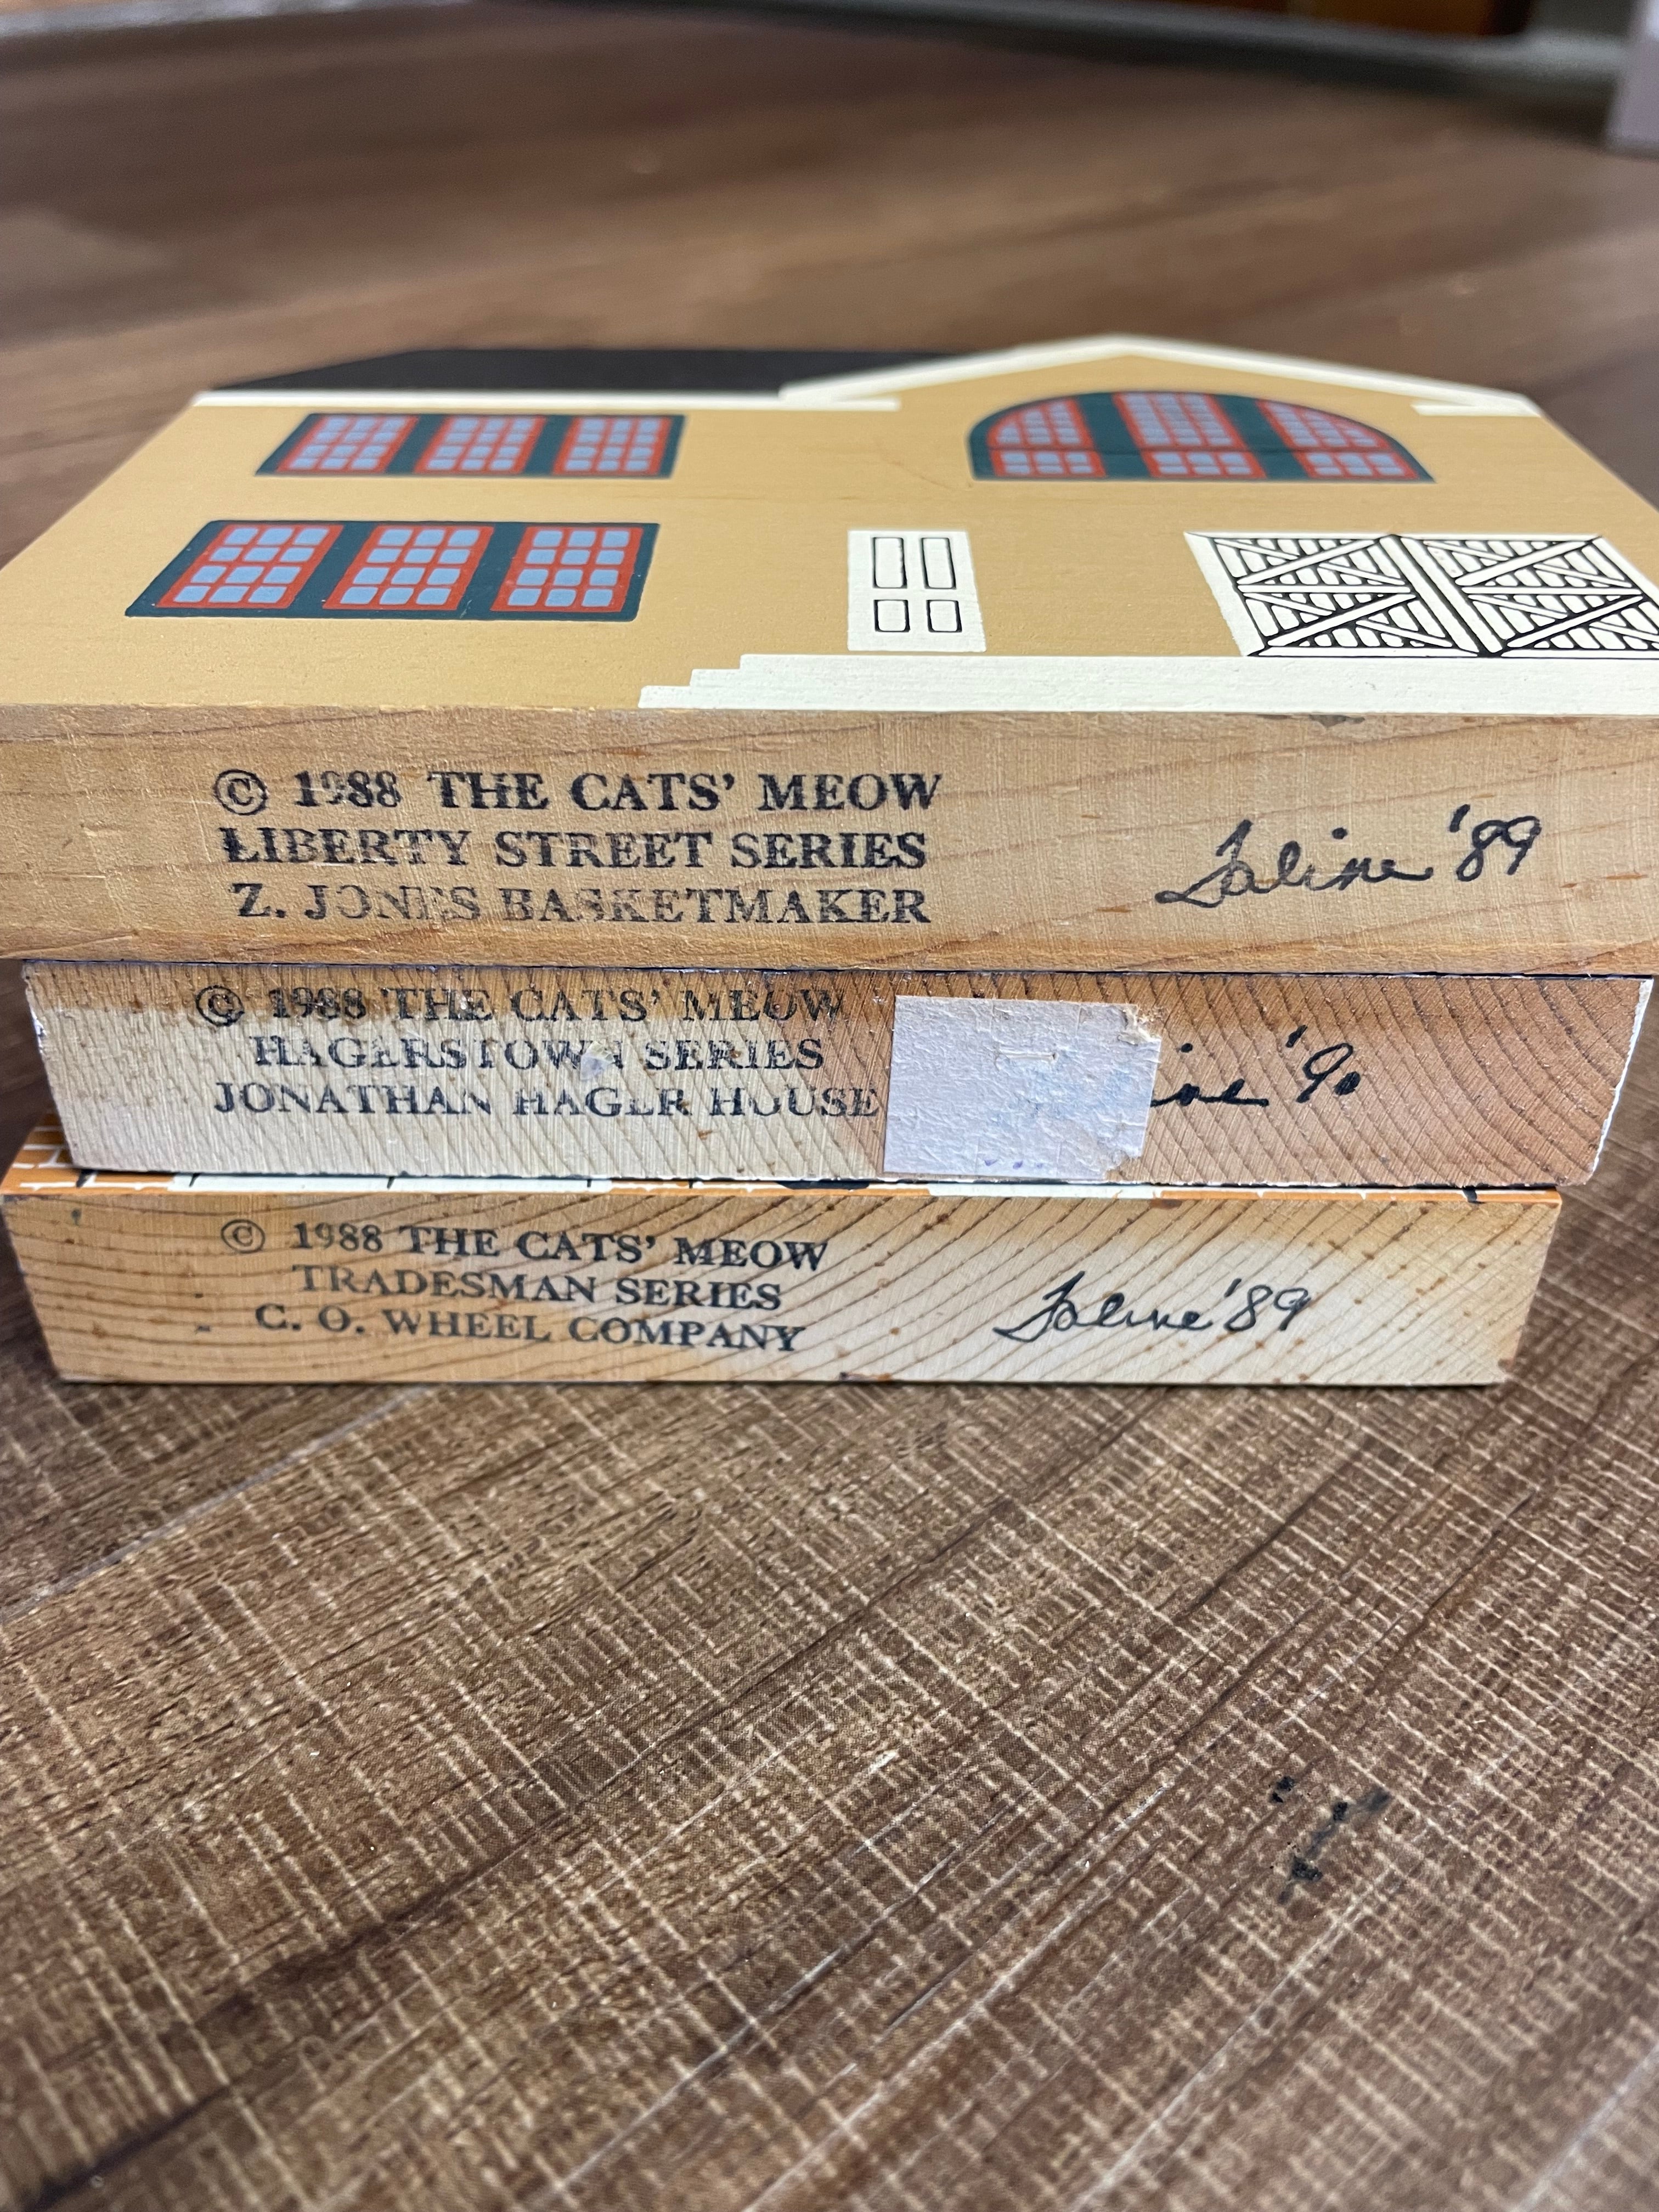 © 1988 THE CATS' MEOW
LIBERTY STREET SERIES
Z. JONES BASKETMAKER
Faline '89
© 1988 THE CATS' MEOW
HAGERSTOWN SERIES
JONATHAN HAGER HOUSE
ine '90
© 1988 THE CATS' MEOW
TRADESMAN SERIES
C. O. WHEEL COMPANY
Faline '89